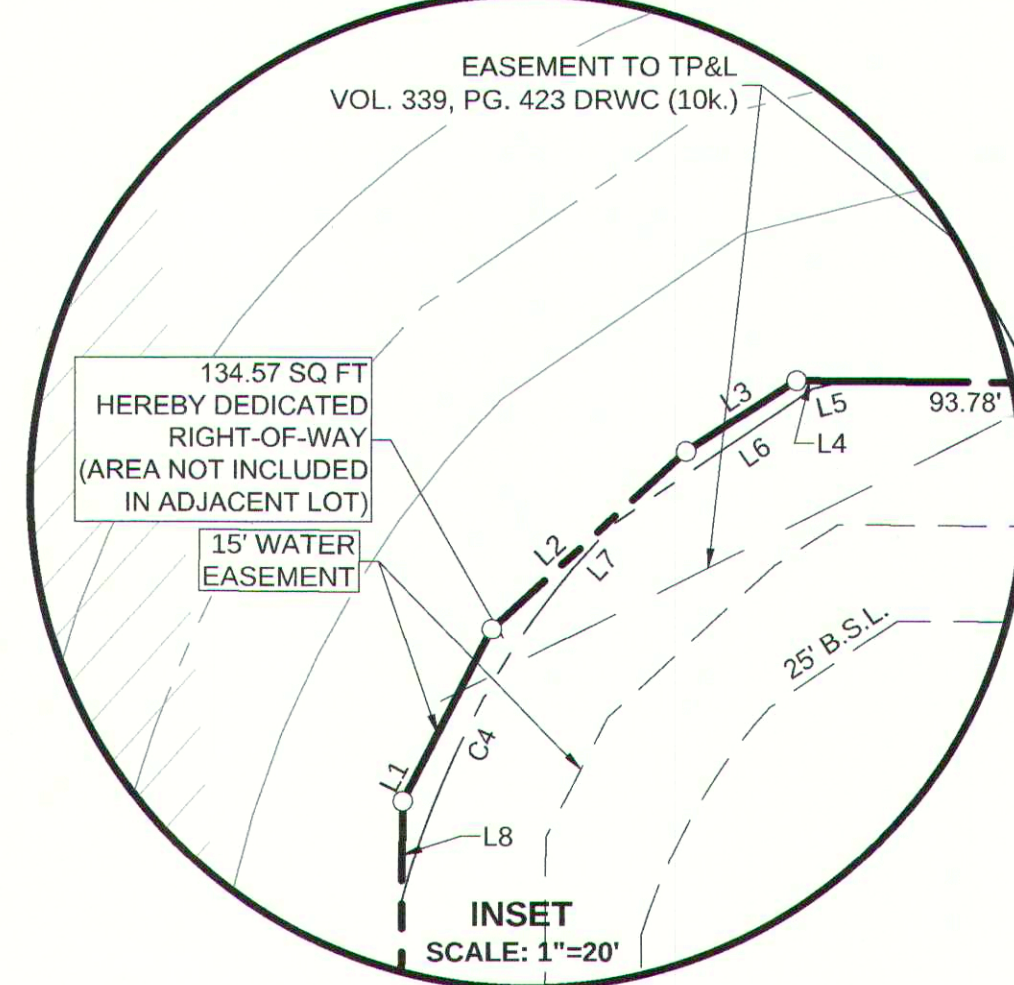 EASEMENT TO TP&L
VOL. 339, PG. 423 DRWC (10k.)
134.57 SQ FT
HEREBY DEDICATED
RIGHT-OF-WAY
(AREA NOT INCLUDED
IN ADJACENT LOT)
L3
L5
93.78'
L4
L6
15' WATER
EASEMENT
L2
L7
25' B.S.L.
C4
L1
L8
INSET
SCALE: 1"=20'